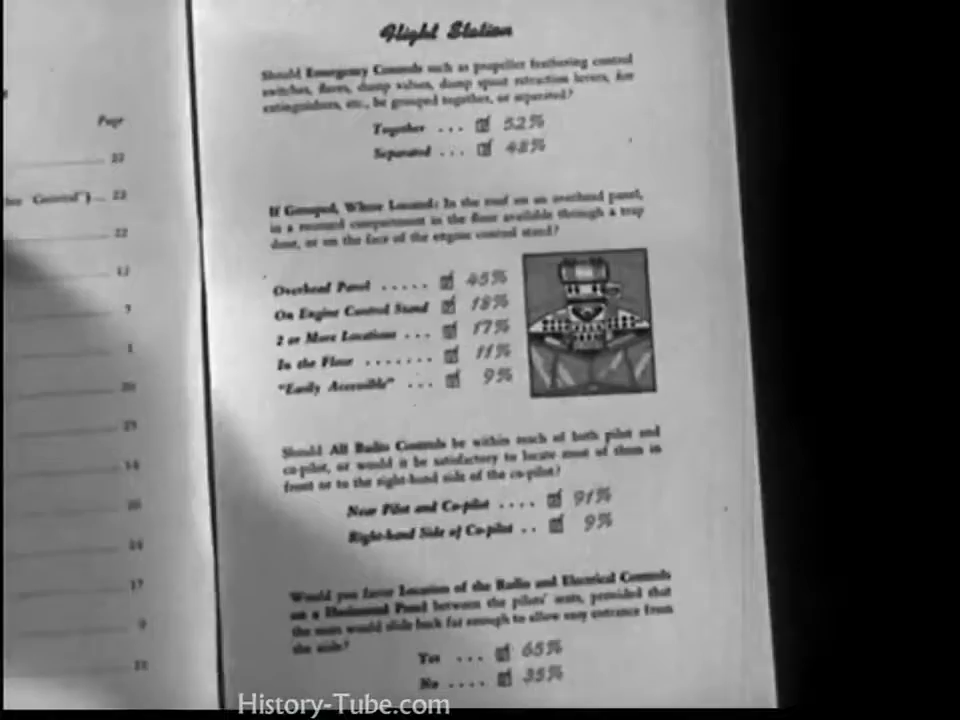 Page
22
Control") ... 23
22
12
5
1
20
25
14
20
24
17
9
22
Flight Station
Should Emergency Controls such as propeller feathering control
switches, flares, dump valves, dump spout retraction levers, fire
extinguishers, etc., be grouped together, or separated?
Together ... 52%
Separated ... 48%
If Grouped, Where Located: In the roof on an overhead panel,
in a recessed compartment in the floor available through a trap
door, or on the face of the engine control stand?
Overhead Panel ..... 45%
On Engine Control Stand 18%
2 or More Locations ... 17%
In the Floor ....... 11%
"Easily Accessible" ... 9%
Should All Radio Controls be within reach of both pilot and
co-pilot, or would it be satisfactory to locate most of them in
front or to the right-hand side of the co-pilot?
Near Pilot and Co-pilot .... 91%
Right-hand Side of Co-pilot .. 9%
Would you favor Location of the Radio and Electrical Controls
on a Horizontal Panel between the pilots' seats, provided that
the seats would slide back far enough to allow easy entrance from
the aisle?
Yes ... 65%
No .... 35%
History-Tube.com